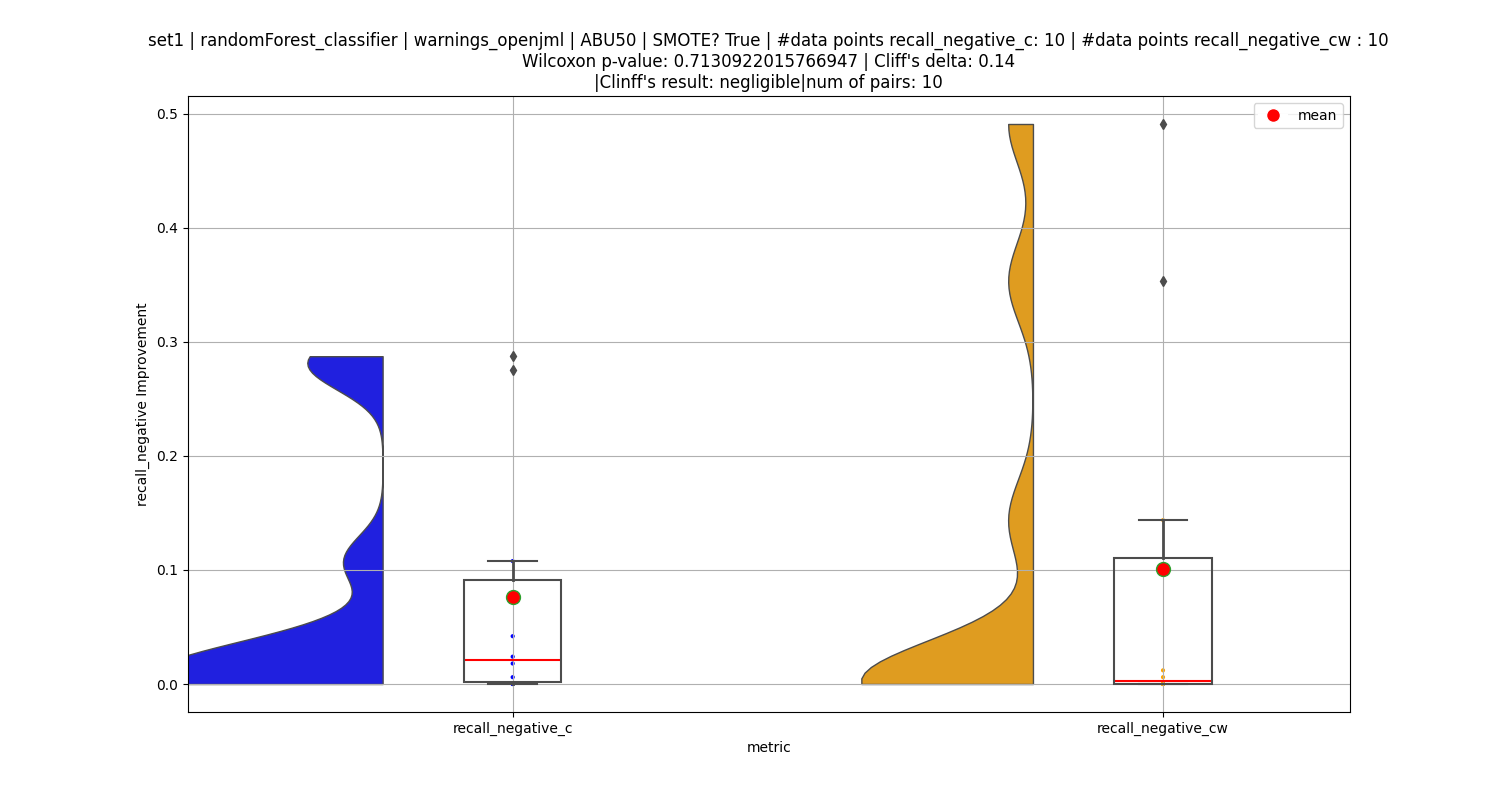 set1 | randomForest_classifier | warnings_openjml | ABU50 | SMOTE? True | #data points recall_negative_c: 10 | #data points recall_negative_cw : 10
Wilcoxon p-value: 0.7130922015766947 | Cliff's delta: 0.14
|Clinff's result: negligible|num of pairs: 10
mean
0.5
0.4
0.3
0.2
0.1
0.0
recall_negative Improvement
recall_negative_c
recall_negative_cw
metric